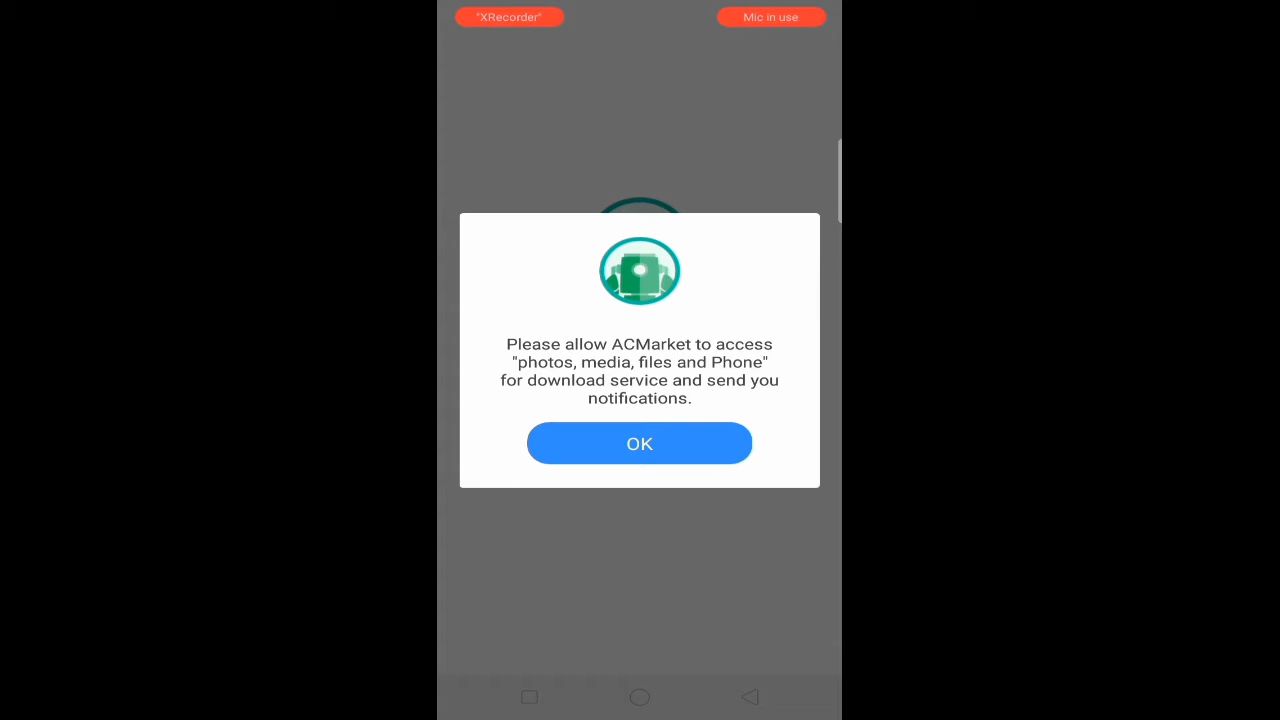 "XRecorder"
Mic in use
Please allow ACMarket to access
"photos, media, files and Phone"
for download service and send you
notifications.
OK